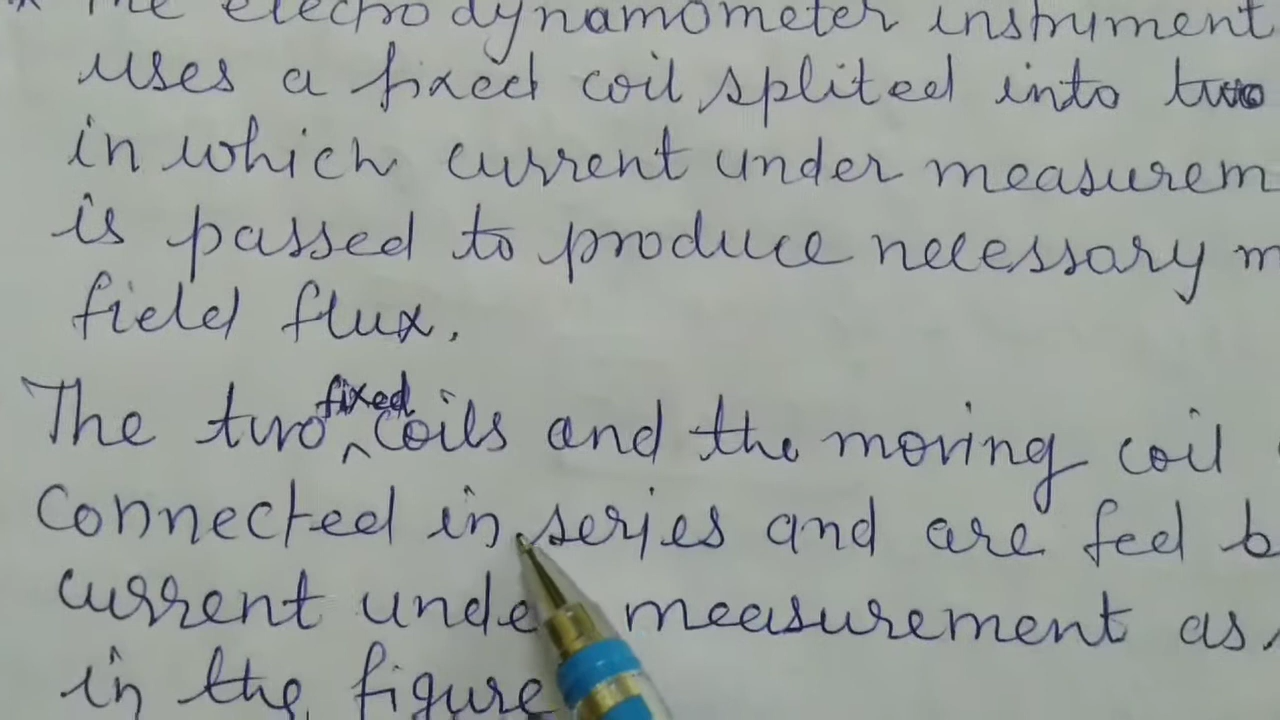 The electrodynamometer instrument
uses a fixed coil splited into two
in which current under measurem
is passed to produce necessary m
field flux.
The two fixed coils and the moving coil
Connected in series and are fed b
current unde measurement as
in the figure